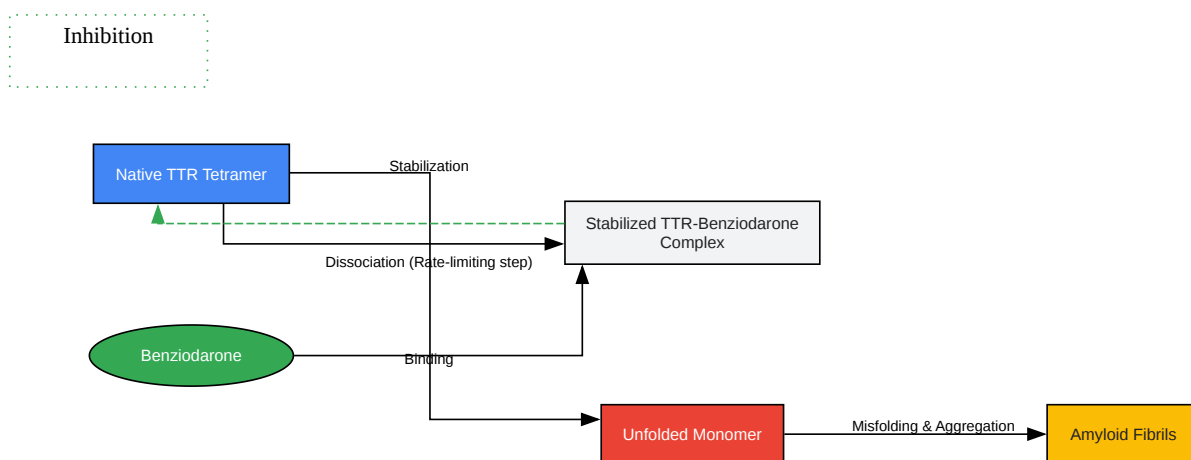 Inhibition
Native TTR Tetramer
Stabilization
Stabilized TTR-Benziodarone
Complex
Dissociation (Rate-limiting step)
Benziodarone
Binding
Unfolded Monomer
Misfolding & Aggregation
Amyloid Fibrils